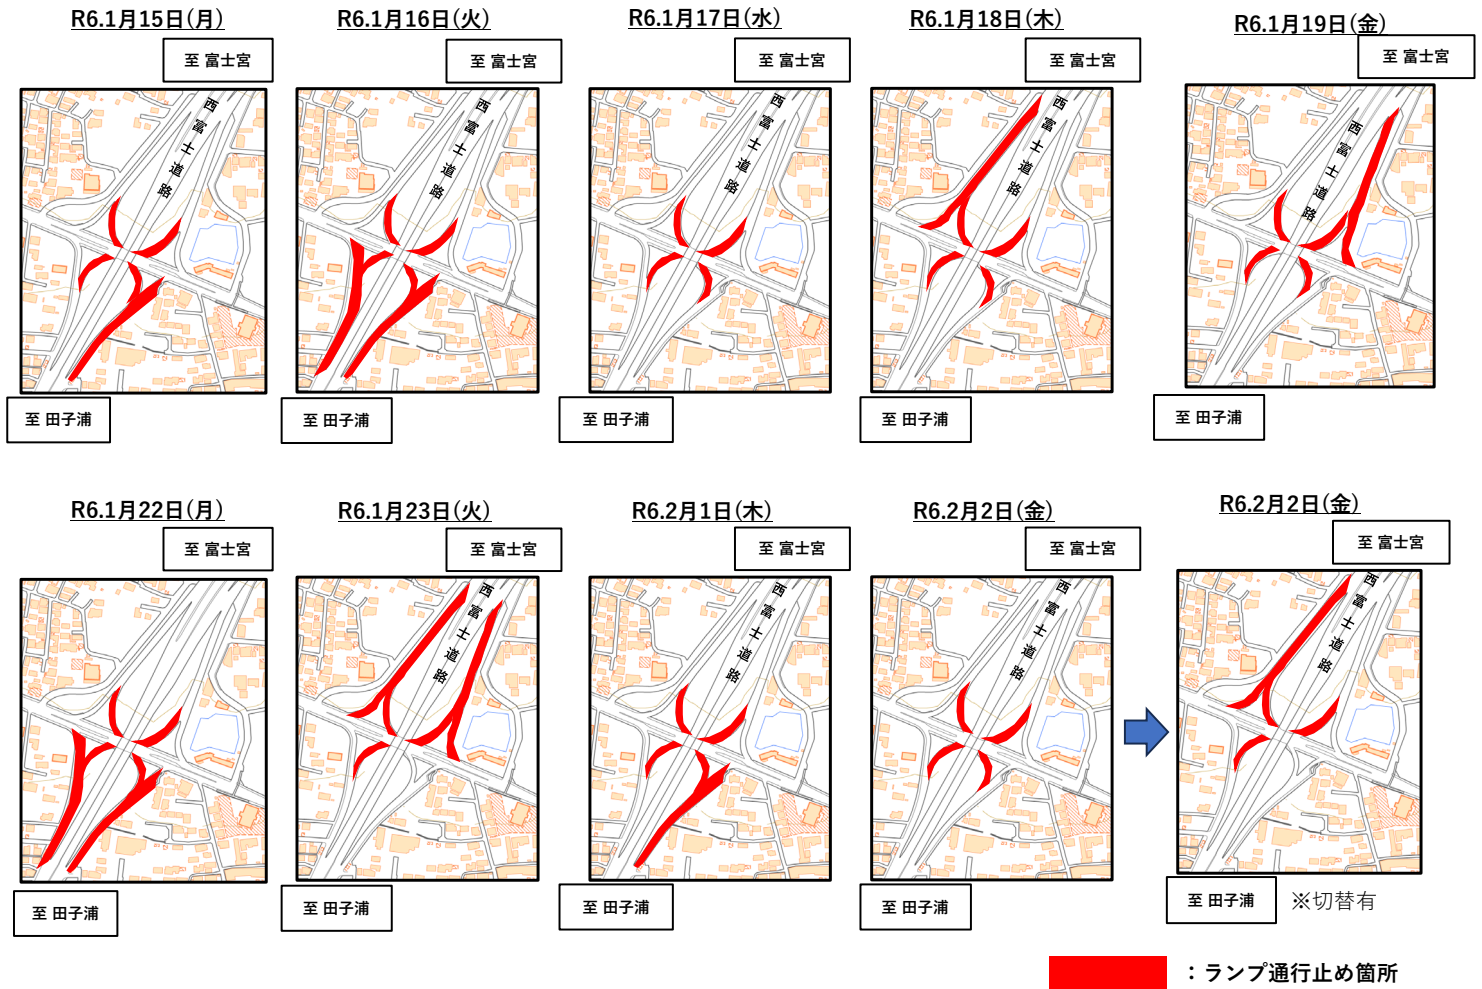 R6.1月15日(月)
至 富士宮
西富士道路
至 田子浦
R6.1月16日(火)
至 富士宮
西富士道路
至 田子浦
R6.1月17日(水)
至 富士宮
西富士道路
至 田子浦
R6.1月18日(木)
至 富士宮
西富士道路
至 田子浦
R6.1月19日(金)
至 富士宮
西富士道路
至 田子浦
R6.1月22日(月)
至 富士宮
至 田子浦
R6.1月23日(火)
至 富士宮
西富士道路
至 田子浦
R6.2月1日(木)
至 富士宮
西富士道路
至 田子浦
R6.2月2日(金)
至 富士宮
西富士道路
至 田子浦
R6.2月2日(金)
至 富士宮
西富士道路
至 田子浦
※切替有
：ランプ通行止め箇所